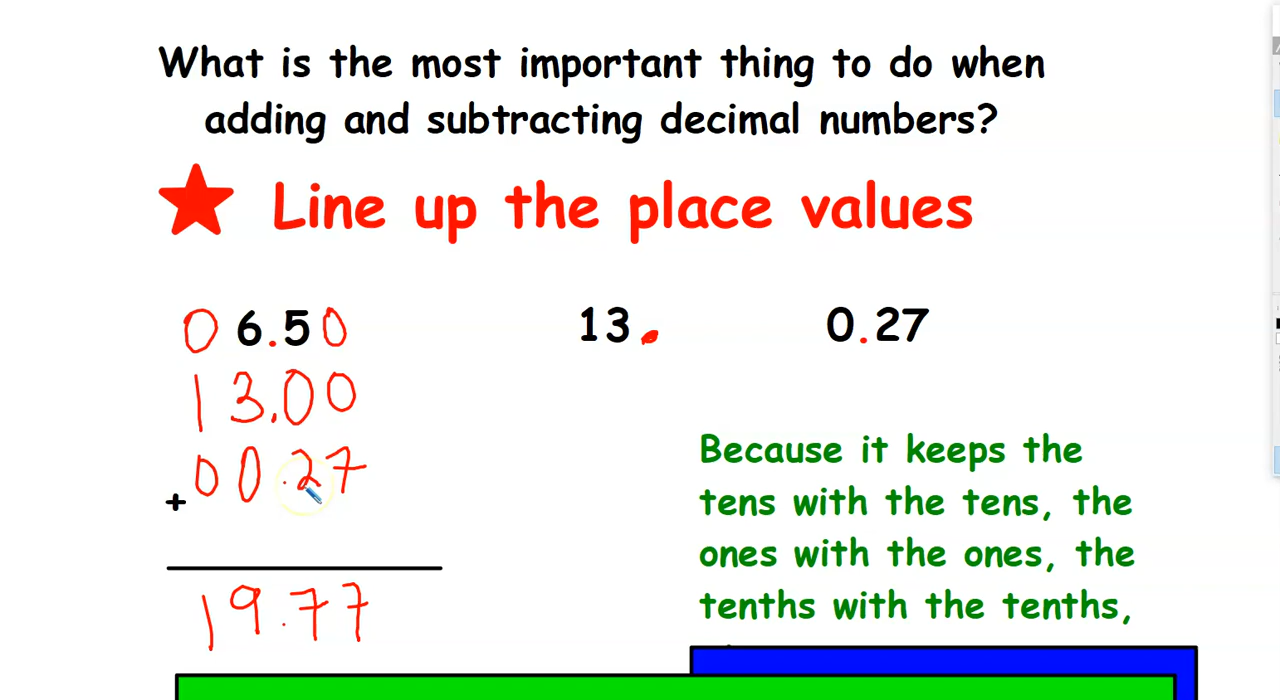 What is the most important thing to do when
adding and subtracting decimal numbers?
Line up the place values
06.50 13. 0.27
13.00
00.27
+
19.77
Because it keeps the
tens with the tens, the
ones with the ones, the
tenths with the tenths,